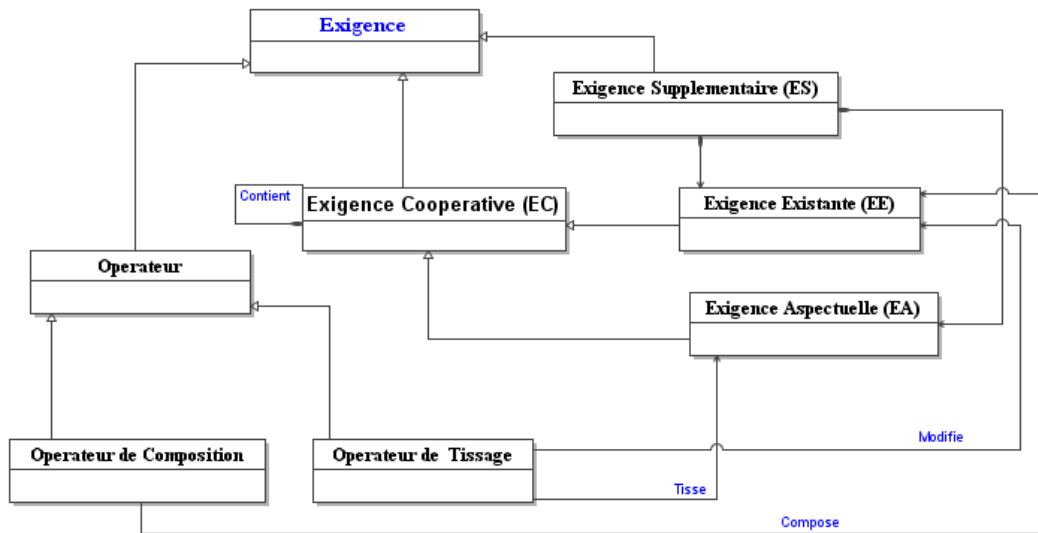 Exigence
Exigence Supplementaire (ES)
Contient
Exigence Cooperative (EC)
Exigence Existante (EE)
Operateur
Exigence Aspectuelle (EA)
Operateur de Composition
Operateur de Tissage
Modifie
Tisse
Compose